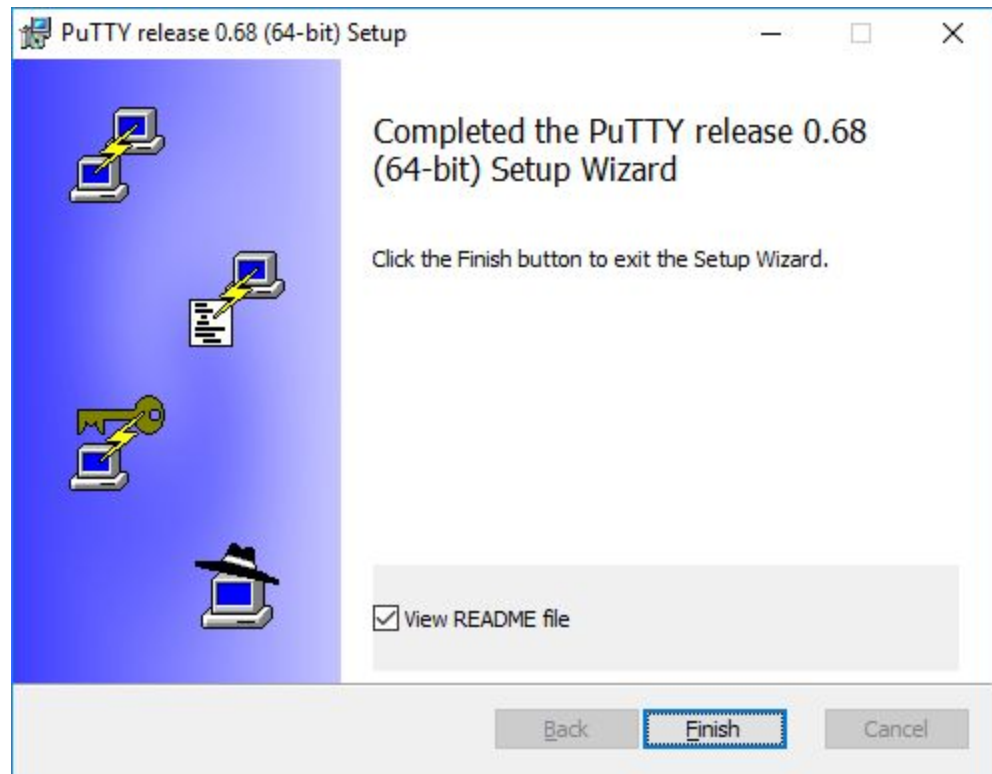 PuTTY release 0.68 (64-bit) Setup
Completed the PuTTY release 0.68
(64-bit) Setup Wizard
Click the Finish button to exit the Setup Wizard.
View README file
Back
Finish
Cancel